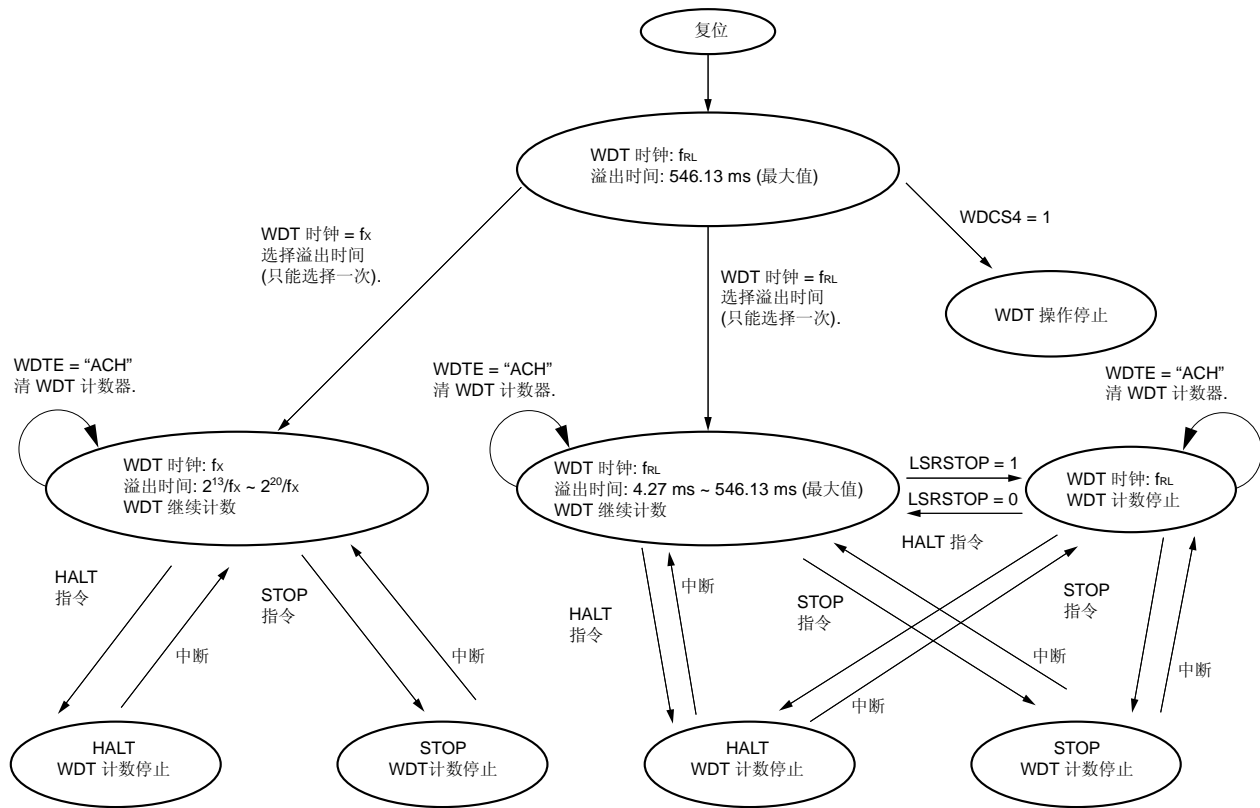 复位
WDT 时钟: fRL
溢出时间: 546.13 ms (最大值)
WDCS4 = 1
WDT 时钟 = fX
选择溢出时间
(只能选择一次).
WDT 时钟 = fRL
选择溢出时间
(只能选择一次).
WDT 操作停止
WDTE = “ACH”
清 WDT 计数器.
WDTE = “ACH”
清 WDT 计数器.
WDTE = “ACH”
清 WDT 计数器.
WDT 时钟: fX
溢出时间: 2¹³/fX ~ 2²⁰/fX
WDT 继续计数
WDT 时钟: fRL
溢出时间: 4.27 ms ~ 546.13 ms (最大值)
WDT 继续计数
LSRSTOP = 1
LSRSTOP = 0
WDT 时钟: fRL
WDT 计数停止
HALT 指令
HALT
指令
中断
STOP
指令
中断
HALT
指令
中断
STOP
指令
中断
STOP
指令
中断
中断
HALT
WDT 计数停止
STOP
WDT计数停止
HALT
WDT 计数停止
STOP
WDT 计数停止